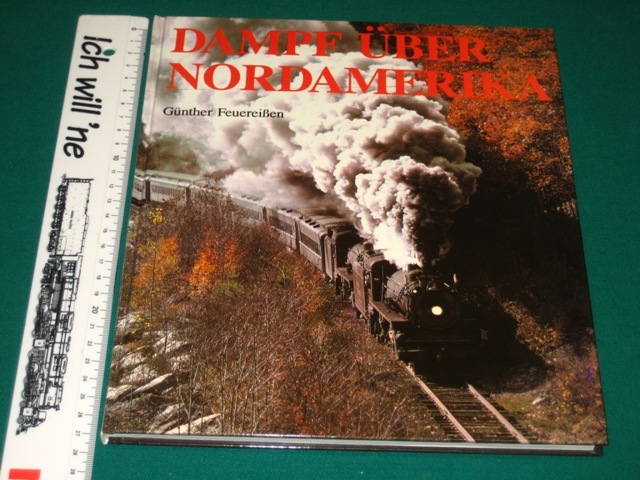 DAMPF ÜBER
NORDAMERIKA
Günther Feuereißen
Ich will 'ne